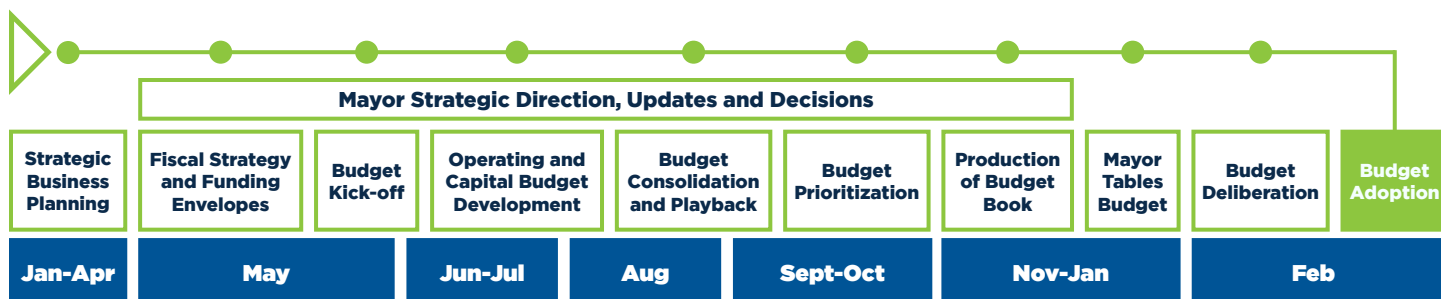 Mayor Strategic Direction, Updates and Decisions
Strategic
Business
Planning
Fiscal Strategy
and Funding
Envelopes
Budget
Kick-off
Operating and
Capital Budget
Development
Budget
Consolidation
and Playback
Budget
Prioritization
Production
of Budget
Book
Mayor
Tables
Budget
Budget
Deliberation
Budget
Adoption
Jan-Apr
May
Jun-Jul
Aug
Sept-Oct
Nov-Jan
Feb